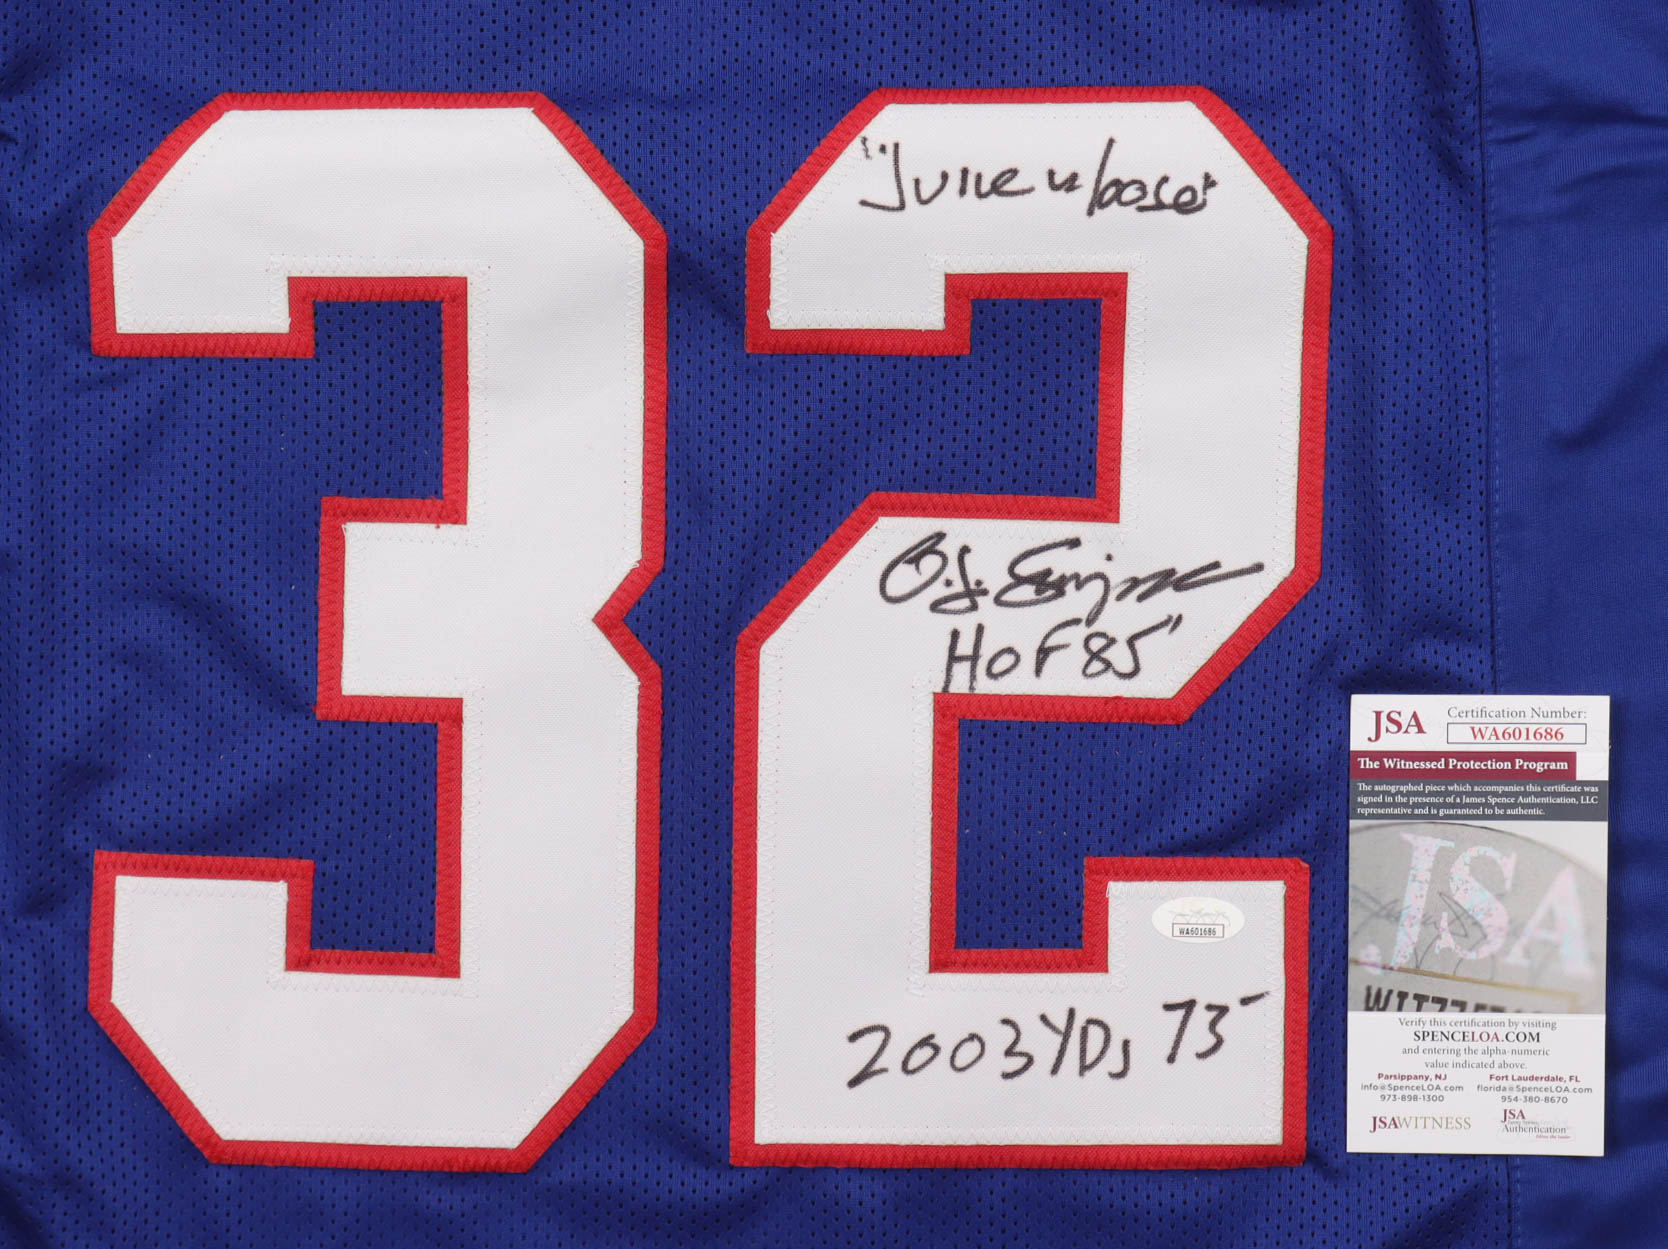 32
"Juice is loose"
O.J. Simpson
HOF 85"
WA601686
2003 YDs 73
JSA
Certification Number:
WA601686
The Witnessed Protection Program
The autographed piece which accompanies this certificate was
signed in the presence of a James Spence Authentication, LLC
representative and is guaranteed to be authentic.
JSA
Verify this certification by visiting
SPENCELOA.COM
and entering the alpha-numeric
value indicated above.
Parsippany, NJ
info@SpenceLOA.com
973-898-1300
Fort Lauderdale, FL
florida@SpenceLOA.com
954-380-8670
JSAWITNESS
JSA
Authentication